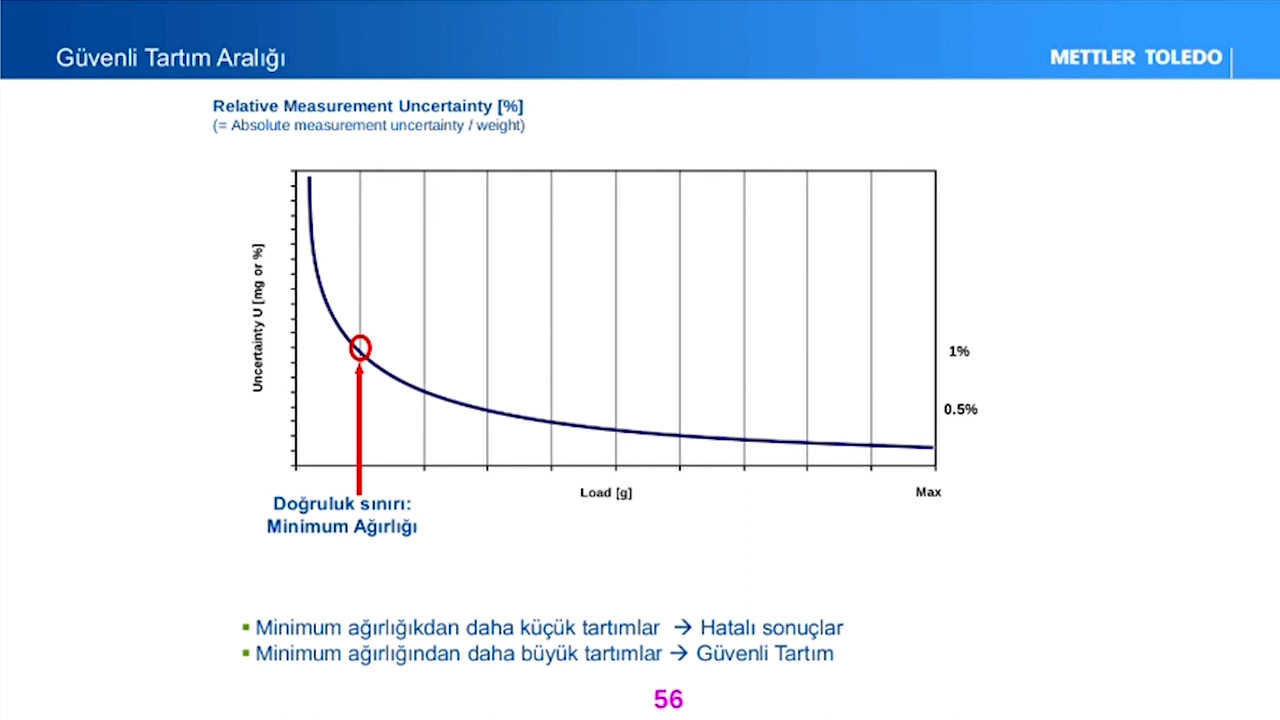 Güvenli Tartım Aralığı
METTLER TOLEDO
Relative Measurement Uncertainty [%]
(= Absolute measurement uncertainty / weight)
Uncertainty U [mg or %]
1%
0.5%
Load [g]
Max
Doğruluk sınırı:
Minimum Ağırlığı
▪ Minimum ağırlığıkdan daha küçük tartımlar → Hatalı sonuçlar
▪ Minimum ağırlığından daha büyük tartımlar → Güvenli Tartım
56